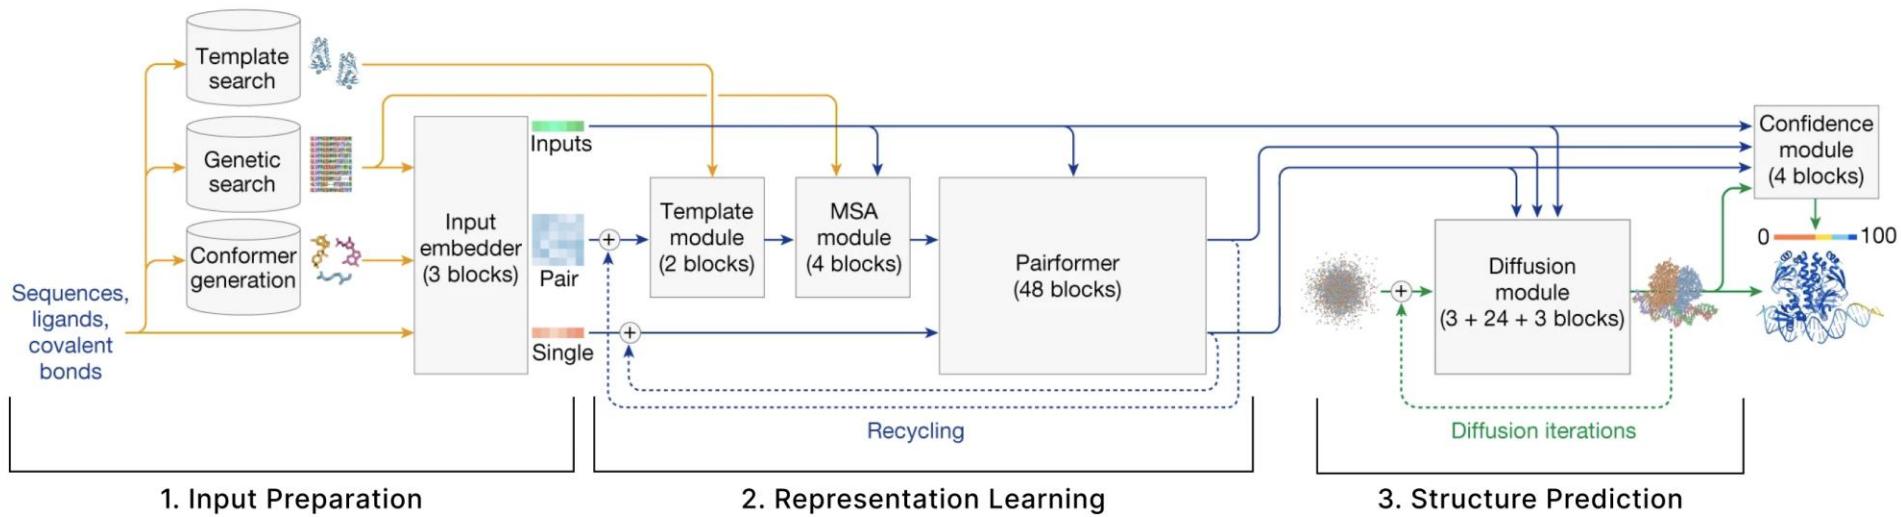 Template
search
Genetic
search
Conformer
generation
Sequences,
ligands,
covalent
bonds
Input
embedder
(3 blocks)
Inputs
Pair
Single
Template
module
(2 blocks)
MSA
module
(4 blocks)
Pairformer
(48 blocks)
Recycling
Diffusion
module
(3 + 24 + 3 blocks)
Diffusion iterations
Confidence
module
(4 blocks)
0 100
1. Input Preparation
2. Representation Learning
3. Structure Prediction